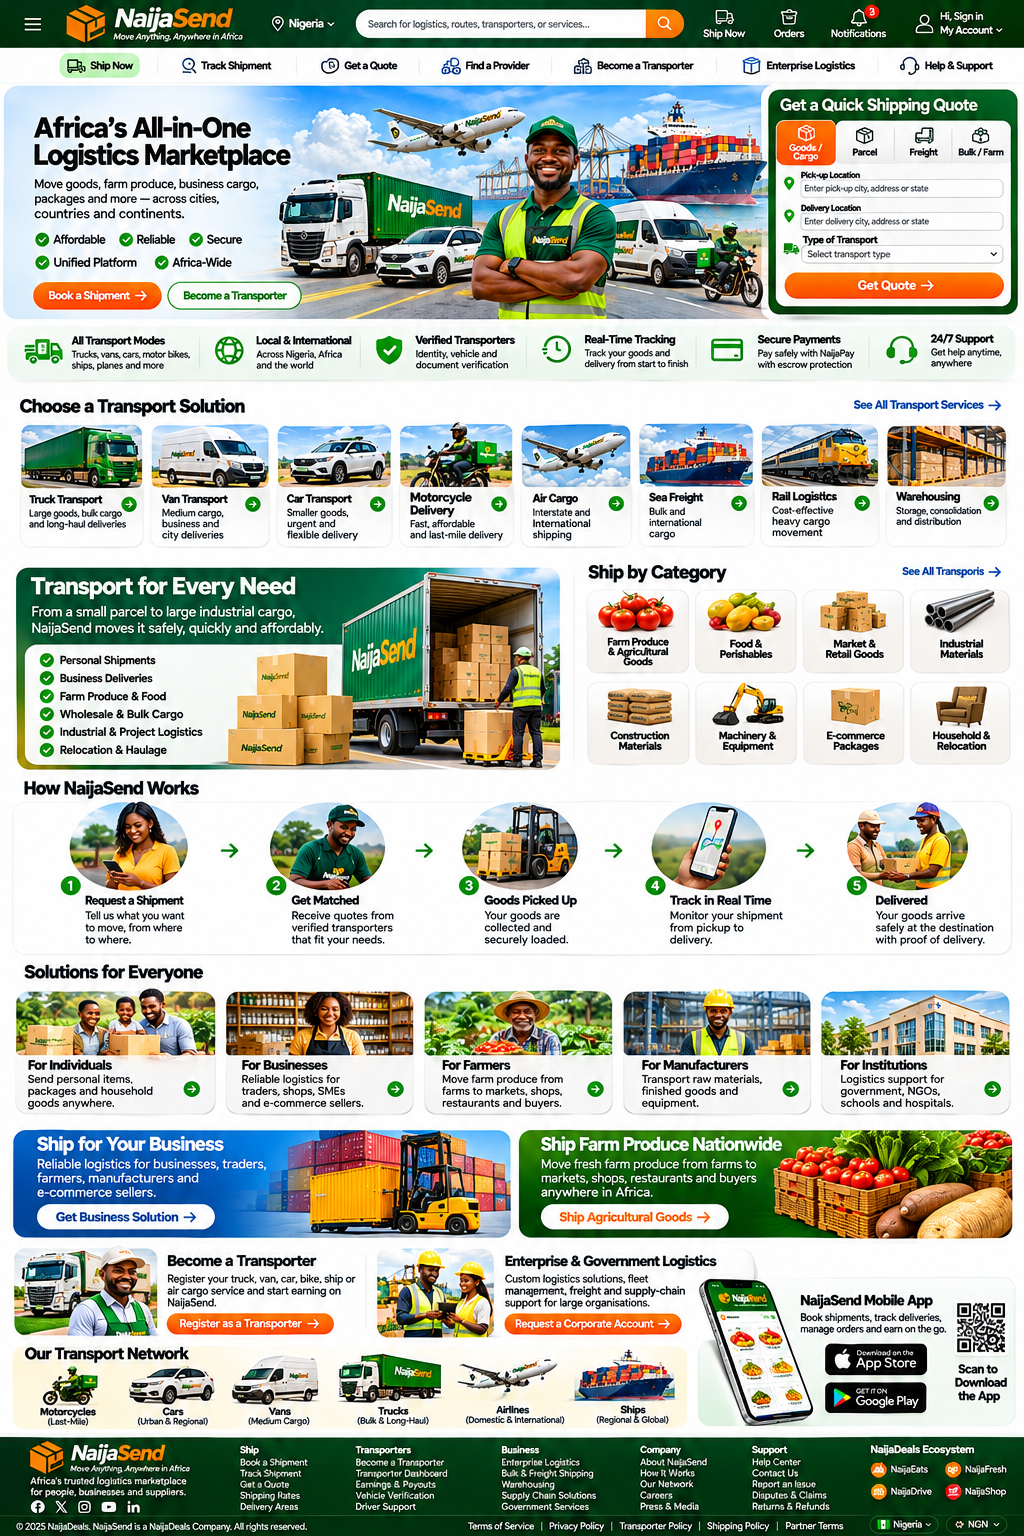 NaijaSend
Move Anything, Anywhere in Africa
Nigeria
Search for logistics, routes, transporters, or services...
Ship Now
Orders
3
Notifications
Hi, Sign in
My Account
Ship Now
Track Shipment
Get a Quote
Find a Provider
Become a Transporter
Enterprise Logistics
Help & Support
Africa's All-in-One
Logistics Marketplace
Move goods, farm produce, business cargo,
packages and more — across cities,
countries and continents.
Affordable
Reliable
Secure
Unified Platform
Africa-Wide
Book a Shipment →
Become a Transporter
NaijaSend
NaijaSend
NaijaSend
Get a Quick Shipping Quote
Goods /
Cargo
Parcel
Freight
Bulk / Farm
Pick-up Location
Enter pick-up city, address or state
Delivery Location
Enter delivery city, address or state
Type of Transport
Select transport type
Get Quote →
All Transport Modes
Trucks, vans, cars, motor bikes,
ships, planes and more
Local & International
Across Nigeria, Africa
and the world
Verified Transporters
Identity, vehicle and
document verification
Real-Time Tracking
Track your goods and
delivery from start to finish
Secure Payments
Pay safely with NaijaPay
with escrow protection
24/7 Support
Get help anytime,
anywhere
Choose a Transport Solution
See All Transport Services →
Truck Transport
Large goods, bulk cargo
and long-haul deliveries
Van Transport
Medium cargo,
business and
city deliveries
Car Transport
Smaller goods,
urgent and
flexible delivery
Motorcycle
Delivery
Fast, affordable
and last-mile delivery
Air Cargo
Interstate and
International
shipping
Sea Freight
Bulk and
international
cargo
Rail Logistics
Cost-effective
heavy cargo
movement
Warehousing
Storage, consolidation
and distribution
Transport for Every Need
From a small parcel to large industrial cargo,
NaijaSend moves it safely, quickly and affordably.
Personal Shipments
Business Deliveries
Farm Produce & Food
Wholesale & Bulk Cargo
Industrial & Project Logistics
Relocation & Haulage
NaijaSend
NaijaSend
NaijaSend
NaijaSend
Ship by Category
See All Transporis →
Farm Produce
& Agricultural
Goods
Food &
Perishables
Market &
Retail Goods
Industrial
Materials
Construction
Materials
Machinery &
Equipment
E-commerce
Packages
Household &
Relocation
How NaijaSend Works
1
Request a Shipment
Tell us what you want
to move, from where
to where.
2
Get Matched
Receive quotes from
verified transporters
that fit your needs.
3
Goods Picked Up
Your goods are
collected and
securely loaded.
4
Track in Real Time
Monitor your shipment
from pickup to
delivery.
5
Delivered
Your goods arrive
safely at the destination
with proof of delivery.
Solutions for Everyone
For Individuals
Send personal items,
packages and household
goods anywhere.
For Businesses
Reliable logistics for
traders, shops, SMEs
and e-commerce sellers.
For Farmers
Move farm produce from
farms to markets, shops,
restaurants and buyers.
For Manufacturers
Transport raw materials,
finished goods and
equipment.
For Institutions
Logistics support for
government, NGOs,
schools and hospitals.
Ship for Your Business
Reliable logistics for businesses, traders,
farmers, manufacturers and
e-commerce sellers.
Get Business Solution →
Ship Farm Produce Nationwide
Move fresh farm produce from farms to
markets, shops, restaurants and buyers
anywhere in Africa.
Ship Agricultural Goods →
Become a Transporter
Register your truck, van, car, bike, ship or
air cargo service and start earning on
NaijaSend.
Register as a Transporter →
Enterprise & Government Logistics
Custom logistics solutions, fleet
management, freight and supply-chain
support for large organisations.
Request a Corporate Account →
NaijaSend
NaijaSend Mobile App
Book shipments, track deliveries,
manage orders and earn on the go.
Download on the
App Store
GET IT ON
Google Play
Scan to
Download
the App
Our Transport Network
NaijaSend
Motorcycles
(Last-Mile)
Cars
(Urban & Regional)
Vans
(Medium Cargo)
Trucks
(Bulk & Long-Haul)
Airlines
(Domestic & International)
Ships
(Regional & Global)
NaijaSend
Move Anything, Anywhere in Africa
Africa's trusted logistics marketplace
for people, businesses and suppliers.
Ship
Book a Shipment
Track Shipment
Get a Quote
Shipping Rates
Delivery Areas
Transporters
Become a Transporter
Transporter Dashboard
Earnings & Payouts
Vehicle Verification
Driver Support
Business
Enterprise Logistics
Bulk & Freight Shipping
Warehousing
Supply Chain Solutions
Government Services
Company
About NaijaSend
How It Works
Our Network
Careers
Press & Media
Support
Help Center
Contact Us
Report an Issue
Disputes & Claims
Returns & Refunds
NaijaDeals Ecosystem
NaijaEats
NaijaFresh
NaijaDrive
NaijaShop
© 2025 NaijaDeals. NaijaSend is a NaijaDeals Company. All rights reserved.
Terms of Service | Privacy Policy | Transporter Policy | Shipping Policy | Partner Terms
Nigeria
NGN